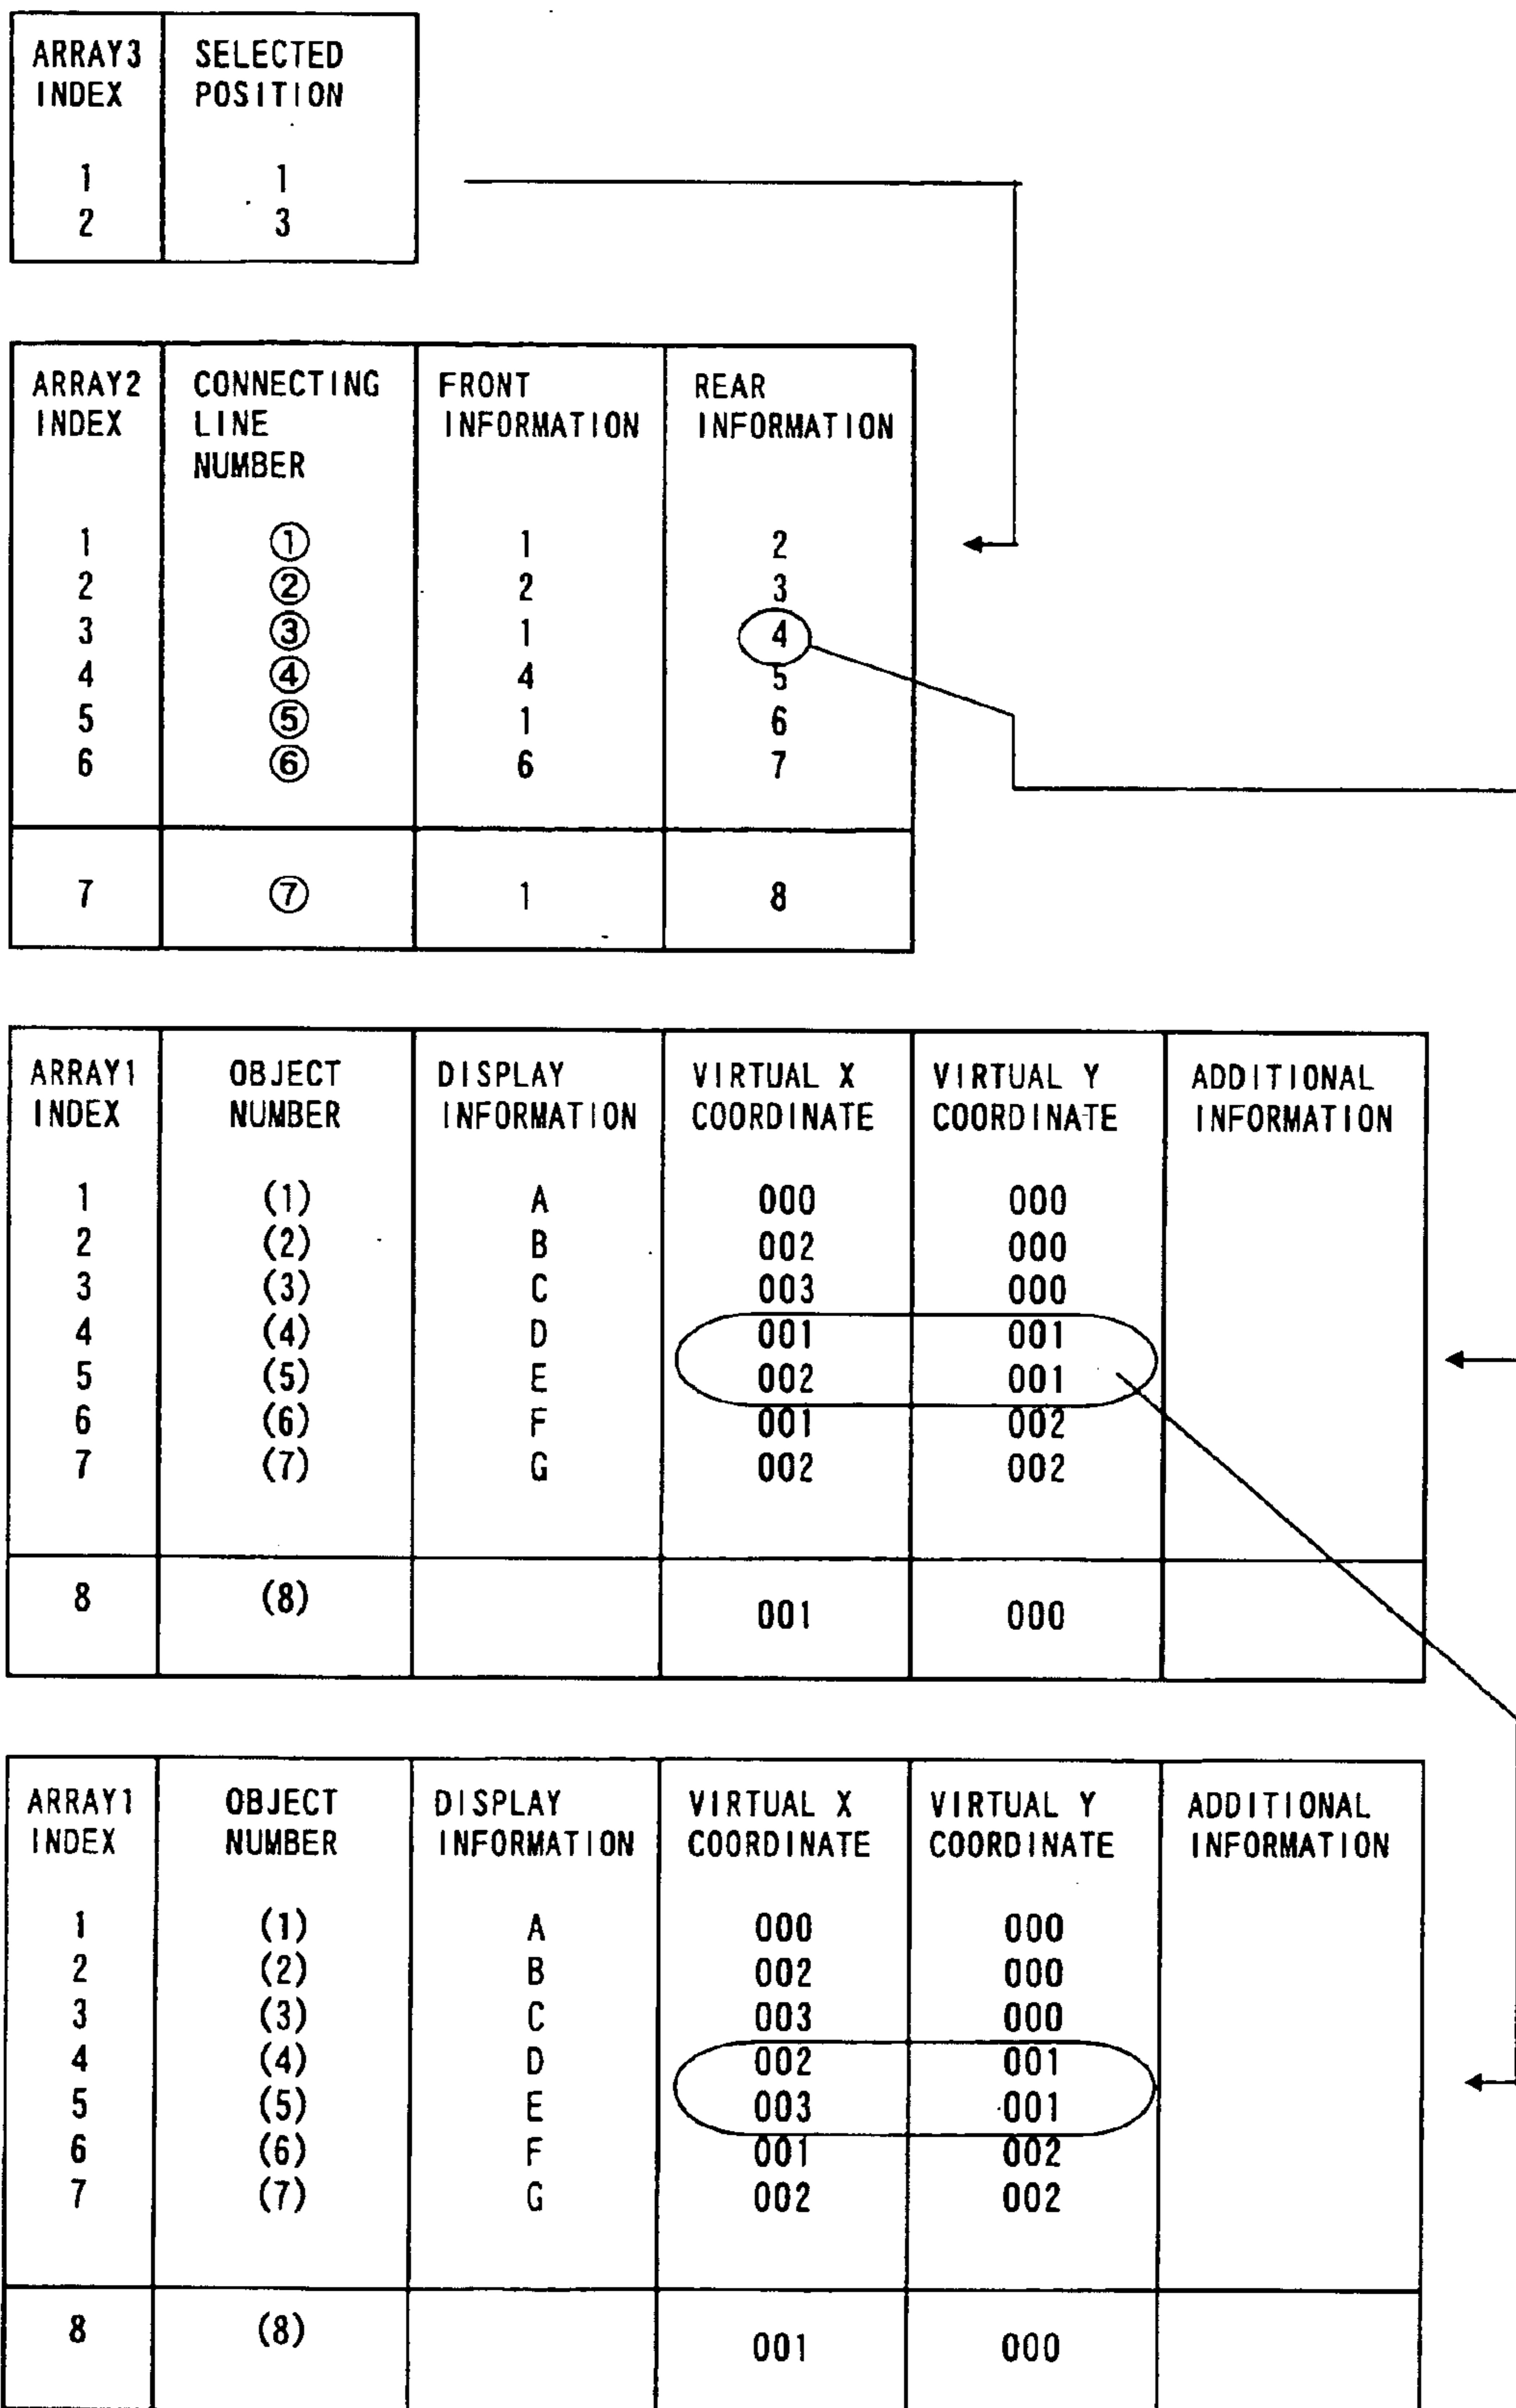 ARRAY3 SELECTED
INDEX POSITION
1 1
2 3
ARRAY2 CONNECTING FRONT REAR
INDEX LINE INFORMATION INFORMATION
NUMBER
1 ① 1 2
2 ② 2 3
3 ③ 1 4
4 ④ 4 5
5 ⑤ 1 6
6 ⑥ 6 7
7 ⑦ 1 8
ARRAY1 OBJECT DISPLAY VIRTUAL X VIRTUAL Y ADDITIONAL
INDEX NUMBER INFORMATION COORDINATE COORDINATE INFORMATION
1 (1) A 000 000
2 (2) B 002 000
3 (3) C 003 000
4 (4) D 001 001
5 (5) E 002 001
6 (6) F 001 002
7 (7) G 002 002
8 (8) 001 000
ARRAY1 OBJECT DISPLAY VIRTUAL X VIRTUAL Y ADDITIONAL
INDEX NUMBER INFORMATION COORDINATE COORDINATE INFORMATION
1 (1) A 000 000
2 (2) B 002 000
3 (3) C 003 000
4 (4) D 002 001
5 (5) E 003 001
6 (6) F 001 002
7 (7) G 002 002
8 (8) 001 000